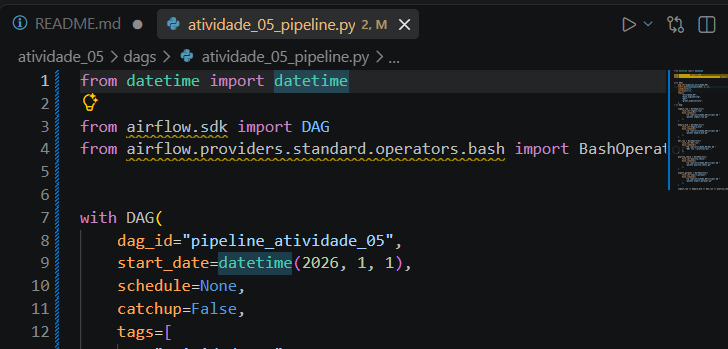 README.md
atividade_05_pipeline.py 2, M
atividade_05 > dags > atividade_05_pipeline.py > ...
1 from datetime import datetime
2
3 from airflow.sdk import DAG
4 from airflow.providers.standard.operators.bash import BashOperat
5
6
7 with DAG(
8 dag_id="pipeline_atividade_05",
9 start_date=datetime(2026, 1, 1),
10 schedule=None,
11 catchup=False,
12 tags=[